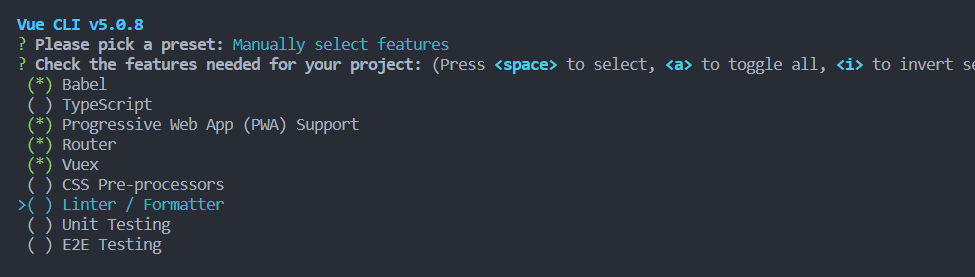 Vue CLI v5.0.8
? Please pick a preset: Manually select features
? Check the features needed for your project: (Press <space> to select, <a> to toggle all, <i> to invert se
(*) Babel
( ) TypeScript
(*) Progressive Web App (PWA) Support
(*) Router
(*) Vuex
( ) CSS Pre-processors
>( ) Linter / Formatter
( ) Unit Testing
( ) E2E Testing